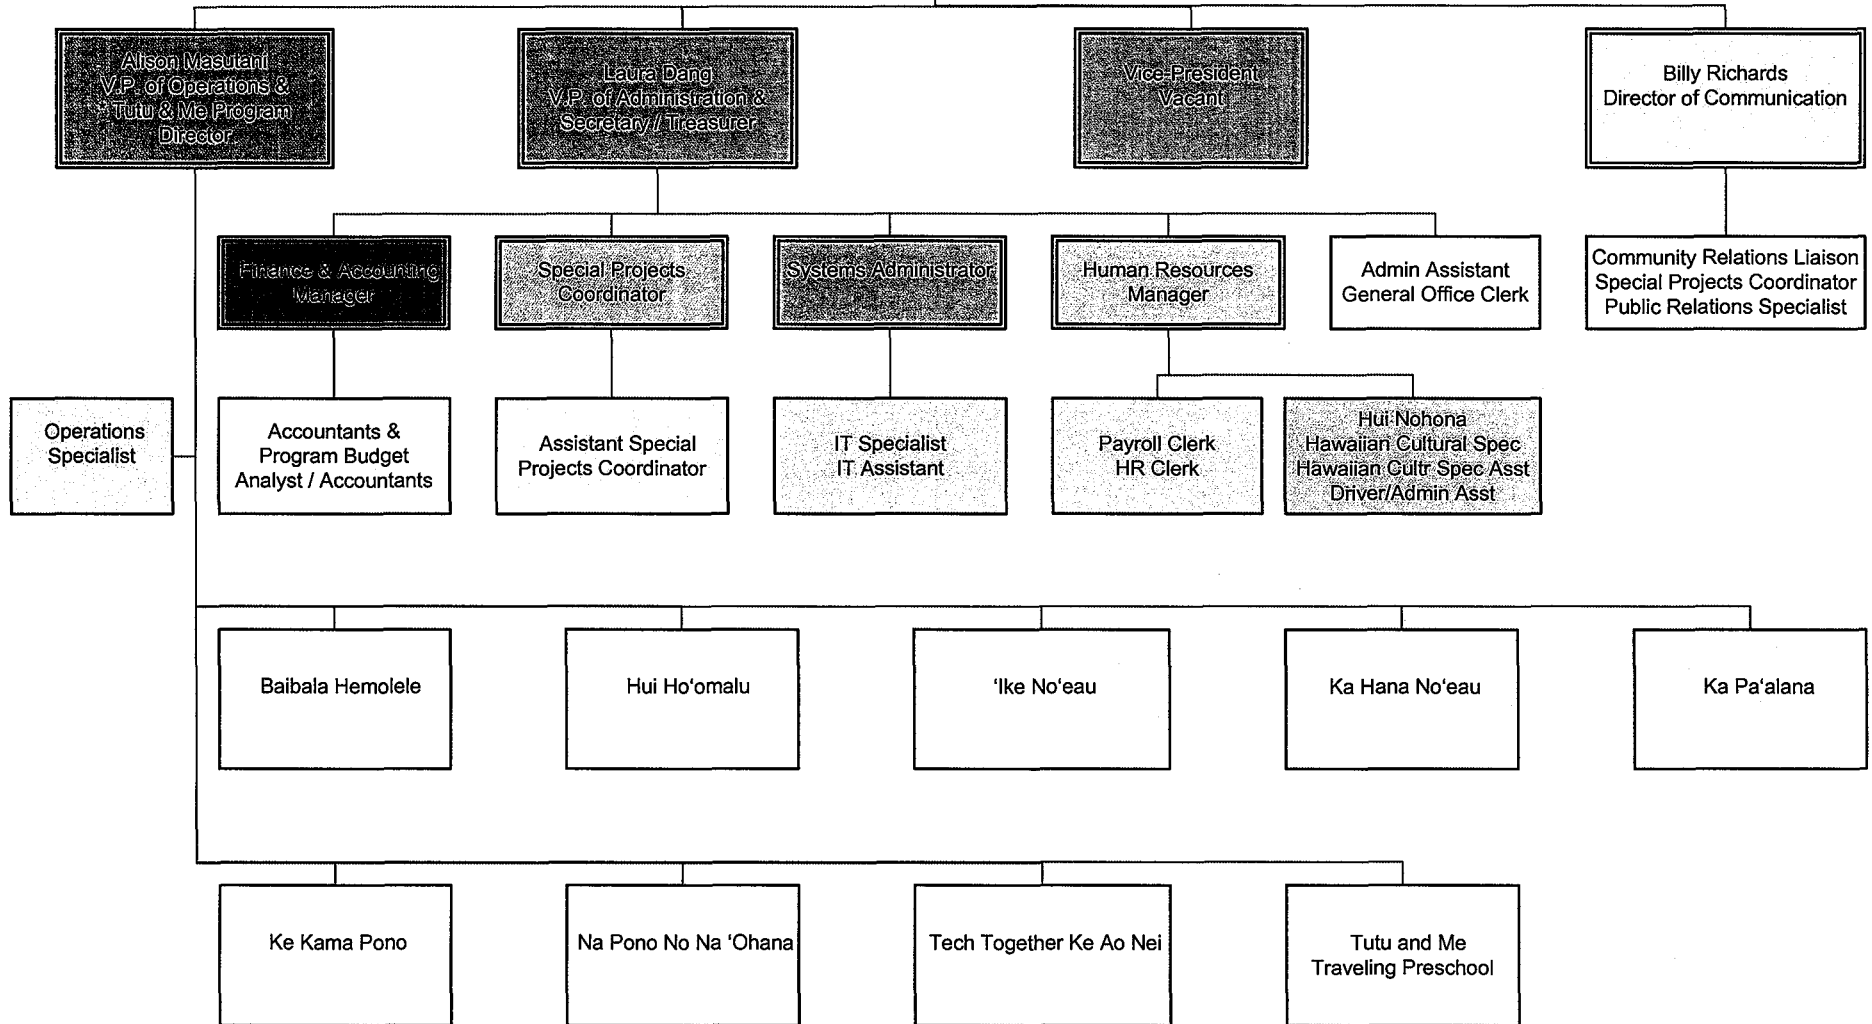 Alison Masutani
V.P. of Operations &
Tutu & Me Program
Director
Laura Dang
V.P. of Administration &
Secretary / Treasurer
Vice-President
Vacant
Billy Richards
Director of Communication
Finance & Accounting
Manager
Special Projects
Coordinator
Systems Administrator
Human Resources
Manager
Admin Assistant
General Office Clerk
Community Relations Liaison
Special Projects Coordinator
Public Relations Specialist
Operations
Specialist
Accountants &
Program Budget
Analyst / Accountants
Assistant Special
Projects Coordinator
IT Specialist
IT Assistant
Payroll Clerk
HR Clerk
Hui Nohona
Hawaiian Cultural Spec
Hawaiian Cultr Spec Asst
Driver/Admin Asst
Baibala Hemolele
Hui Ho‘omalu
‘Ike No‘eau
Ka Hana No‘eau
Ka Pa‘alana
Ke Kama Pono
Na Pono No Na ‘Ohana
Tech Together Ke Ao Nei
Tutu and Me
Traveling Preschool